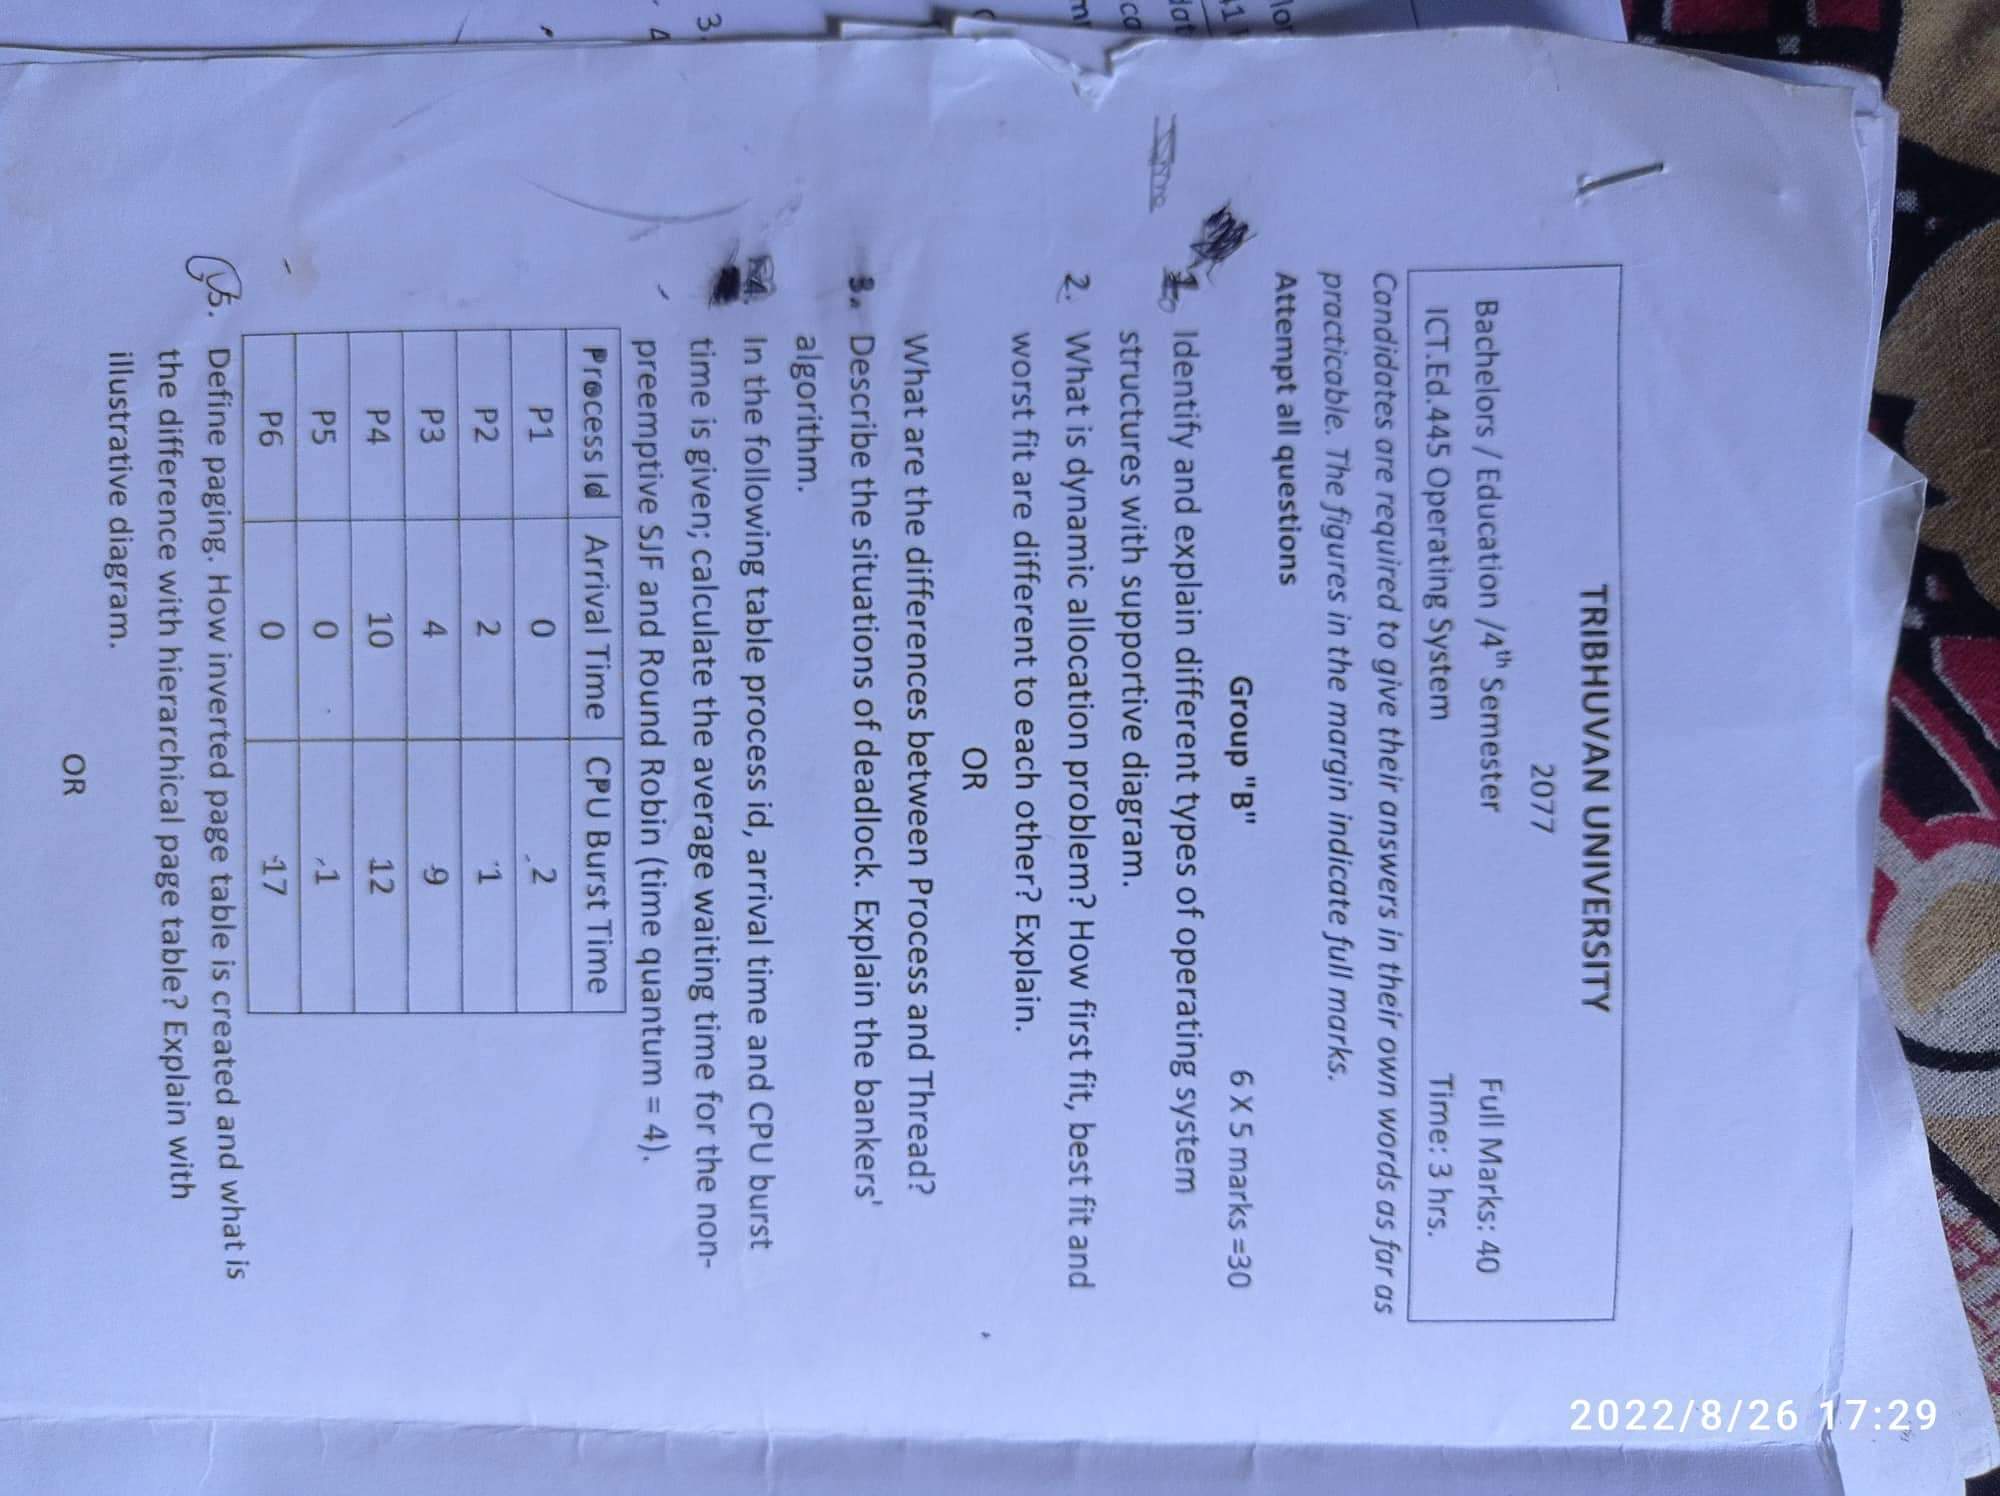 2022/8/26 17:29
TRIBHUVAN UNIVERSITY
2077
Bachelors / Education /4th Semester Full Marks: 40
ICT.Ed.445 Operating System Time: 3 hrs.
Candidates are required to give their answers in their own words as far as
practicable. The figures in the margin indicate full marks.
Attempt all questions
Group "B" 6 X 5 marks =30
1. Identify and explain different types of operating system
structures with supportive diagram.
2. What is dynamic allocation problem? How first fit, best fit and
worst fit are different to each other? Explain.
OR
What are the differences between Process and Thread?
3. Describe the situations of deadlock. Explain the bankers'
algorithm.
4. In the following table process id, arrival time and CPU burst
time is given; calculate the average waiting time for the non-
preemptive SJF and Round Robin (time quantum = 4).
Process Id Arrival Time CPU Burst Time
P1 0 2
P2 2 1
P3 4 9
P4 10 12
P5 0 1
P6 0 17
5. Define paging. How inverted page table is created and what is
the difference with hierarchical page table? Explain with
illustrative diagram.
OR